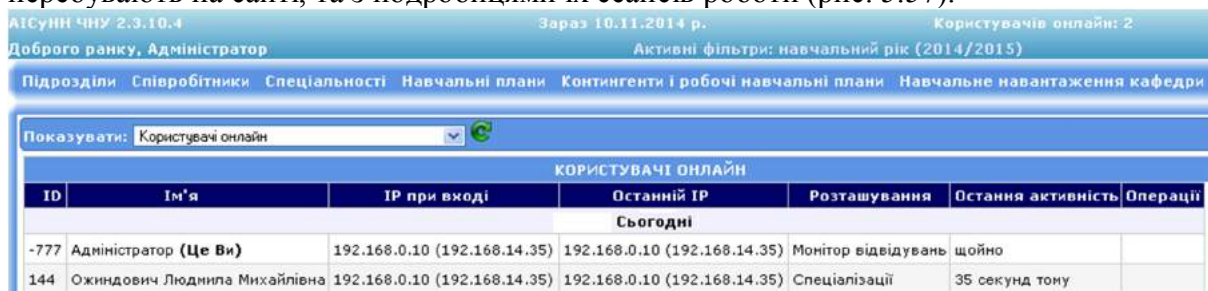 перебувають на сайті, та з подробицями їх сеансів роботи (рис. 3.37).
АІСуНН ЧНУ 2.3.10.4 Зараз 10.11.2014 р. Користувачів онлайн: 2
Доброго ранку, Адміністратор Активні фільтри: навчальний рік (2014/2015)
Підрозділи Співробітники Спеціальності Навчальні плани Контингенти і робочі навчальні плани Навчальне навантаження кафедри
Показувати: Користувачі онлайн
КОРИСТУВАЧІ ОНЛАЙН
ID Ім'я IP при вході Останній IP Розташування Остання активність Операції
Сьогодні
-777 Адміністратор (Це Ви) 192.168.0.10 (192.168.14.35) 192.168.0.10 (192.168.14.35) Монітор відвідувань щойно
144 Ожиндович Людмила Михайлівна 192.168.0.10 (192.168.14.35) 192.168.0.10 (192.168.14.35) Спеціалізації 35 секунд тому